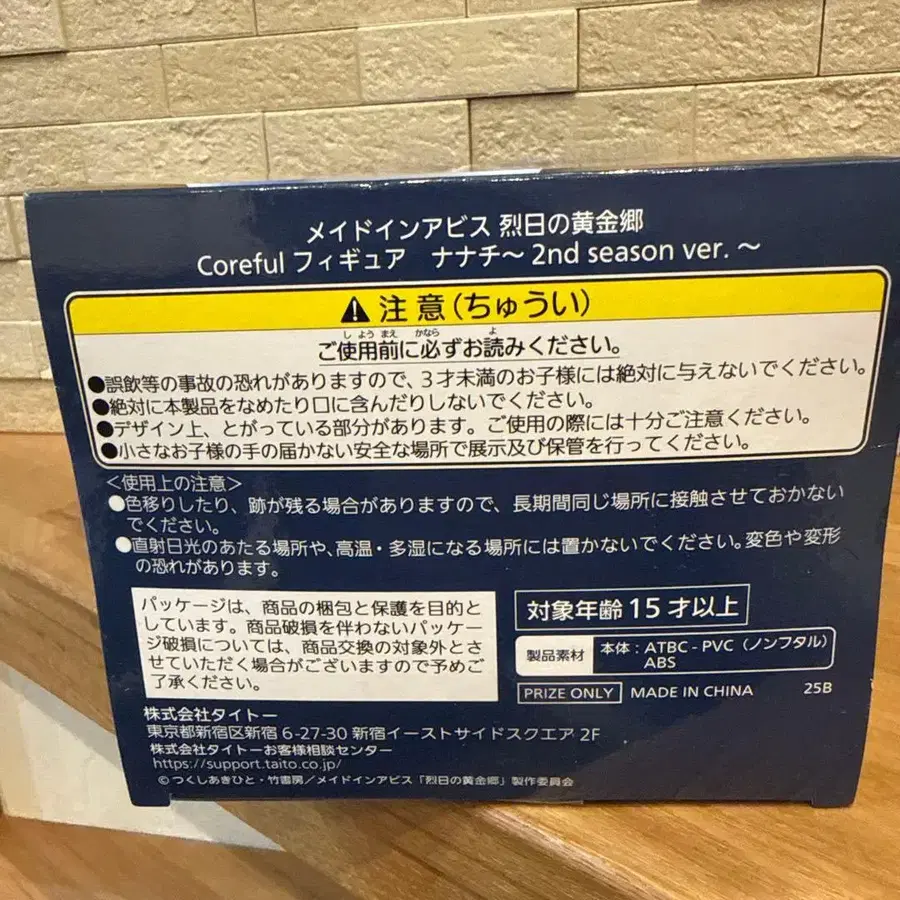 メイドインアビス 烈日の黄金郷
Coreful フィギュア ナナチ～2nd season ver.～
注意(ちゅうい)
ご使用前に必ずお読みください。
しようまえ かなら よ
●誤飲等の事故の恐れがありますので、3才未満のお子様には絶対に与えないでください。
●絶対に本製品をなめたり口に含んだりしないでください。
●デザイン上、とがっている部分があります。ご使用の際には十分ご注意ください。
●小さなお子様の手の届かない安全な場所で展示及び保管を行ってください。
＜使用上の注意＞
●色移りしたり、跡が残る場合がありますので、長期間同じ場所に接触させておかない
でください。
●直射日光のあたる場所や、高温・多湿になる場所には置かないでください。変色や変形
の恐れがあります。
パッケージは、商品の梱包と保護を目的と
しています。商品破損を伴わないパッケー
ジ破損については、商品交換の対象外とさ
せていただく場合がございますので予めご
了承ください。
対象年齢 15才以上
製品素材 本体：ATBC-PVC（ノンフタル）
ABS
PRIZE ONLY MADE IN CHINA 25B
株式会社タイトー
東京都新宿区新宿 6-27-30 新宿イーストサイドスクエア 2F
株式会社タイトーお客様相談センター
https://support.taito.co.jp/
©つくしあきひと・竹書房／メイドインアビス「烈日の黄金郷」製作委員会